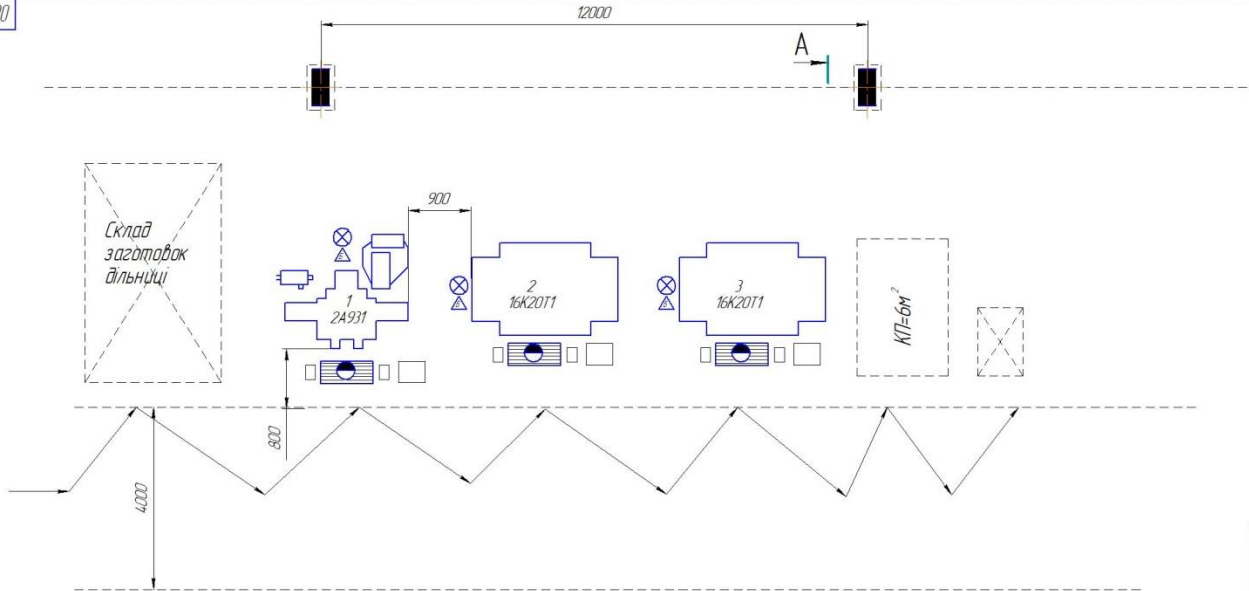 12000
А
Склад
заготовок
дільниці
900
1
2А931
2
16К20Т1
3
16К20Т1
КП=6м²
800
4000